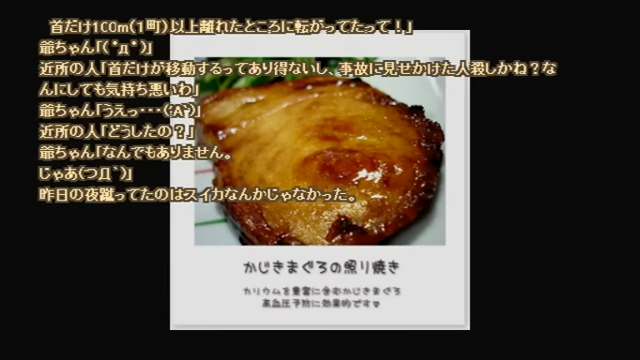 首だけ100m(1町)以上離れたところに転がってたって！」
爺ちゃん「( ﾟдﾟ)」
近所の人「首だけが移動するってあり得ないし、事故に見せかけた人殺しかね？な
んにしても気持ち悪いわ」
爺ちゃん「うえっ･･･(´A`)」
近所の人「どうしたの？」
爺ちゃん「なんでもありません。
じゃあ(つД`)」
昨日の夜蹴ってたのはスイカなんかじゃなかった。
かじきまぐろの照り焼き
カリウムを豊富に含むかじきまぐろ
高血圧予防に効果的です♥